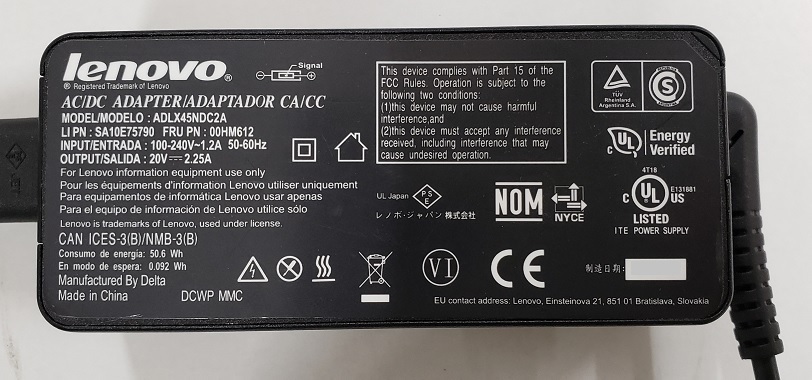 lenovo®
® Registered Trademark of Lenovo
Signal
AC/DC ADAPTER/ADAPTADOR CA/CC
MODEL/MODELO : ADLX45NDC2A
LI PN : SA10E75790 FRU PN : 00HM612
INPUT/ENTRADA : 100-240V~1.2A 50-60Hz
OUTPUT/SALIDA : 20V⎓2.25A
For Lenovo information equipment use only
Pour les équipements d'information Lenovo utiliser uniquement
Para equipamentos de informática Lenovo usar apenas
Para el equipo de información de Lenovo utilice sólo
Lenovo is trademarks of Lenovo, used under license.
CAN ICES-3(B)/NMB-3(B)
Consumo de energía: 50.6 Wh
En modo de espera: 0.092 Wh
Manufactured By Delta
Made in China
DCWP MMC
This device complies with Part 15 of the
FCC Rules. Operation is subject to the
following two conditions:
(1)this device may not cause harmful
interference,and
(2)this device must accept any interference
received, including interference that may
cause undesired operation.
TÜV
Rheinland
Argentina S.A.
S
c UL US
Energy
Verified
4T18
c UL US
E131881
LISTED
ITE POWER SUPPLY
UL Japan
PSE
レノボ・ジャパン株式会社
NOM
NYCE
VI
CE
制造日期:
EU contact address: Lenovo, Einsteinova 21, 851 01 Bratislava, Slovakia